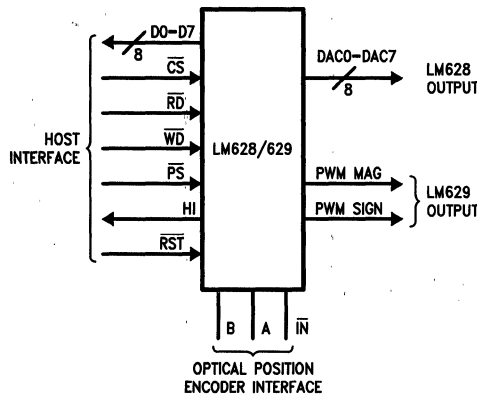 D0-D7
8
CS
RD
WD
PS
HI
RST
HOST
INTERFACE
LM628/629
DAC0-DAC7
8
LM628
OUTPUT
PWM MAG
PWM SIGN
LM629
OUTPUT
B A IN
OPTICAL POSITION
ENCODER INTERFACE